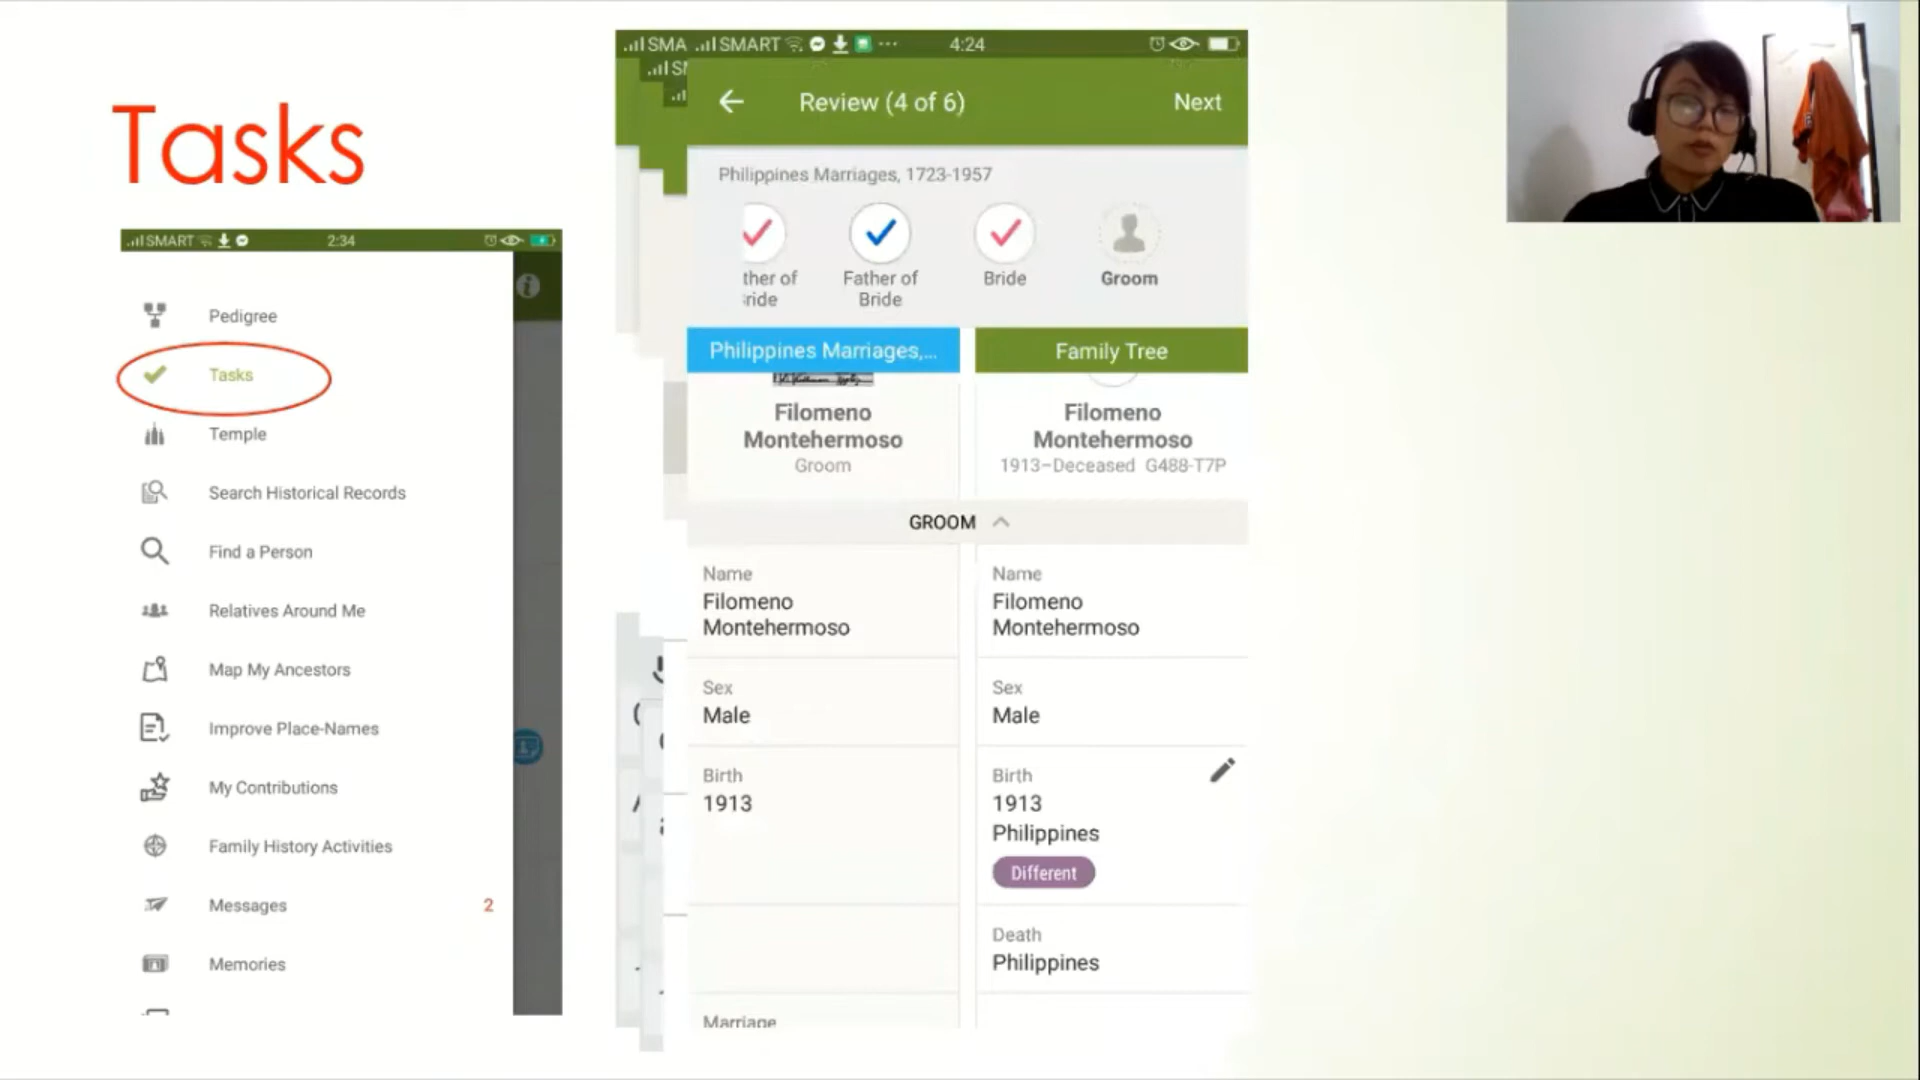 Tasks
SMART 2:34
Pedigree
Tasks
Temple
Search Historical Records
Find a Person
Relatives Around Me
Map My Ancestors
Improve Place-Names
My Contributions
Family History Activities
Messages 2
Memories
SMA SMART 4:24
Review (4 of 6) Next
Philippines Marriages, 1723-1957
ther of
ride
Father of
Bride
Bride
Groom
Philippines Marriages,...
Family Tree
Filomeno
Montehermoso
Groom
Filomeno
Montehermoso
1913–Deceased G488-T7P
GROOM
Name
Filomeno
Montehermoso
Name
Filomeno
Montehermoso
Sex
Male
Sex
Male
Birth
1913
Birth
1913
Philippines
Different
Death
Philippines
Marriage